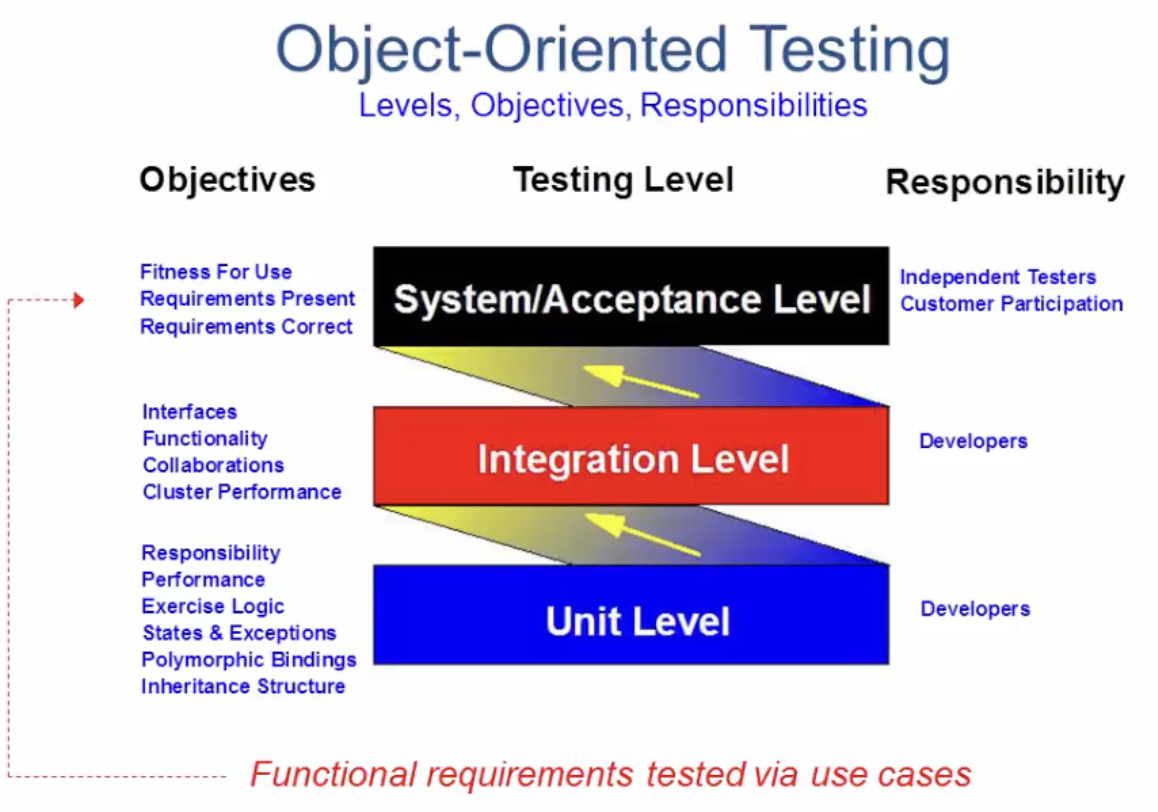 Object-Oriented Testing
Levels, Objectives, Responsibilities
Objectives
Testing Level
Responsibility
Fitness For Use
Requirements Present
Requirements Correct
System/Acceptance Level
Independent Testers
Customer Participation
Interfaces
Functionality
Collaborations
Cluster Performance
Integration Level
Developers
Responsibility
Performance
Exercise Logic
States & Exceptions
Polymorphic Bindings
Inheritance Structure
Unit Level
Developers
Functional requirements tested via use cases